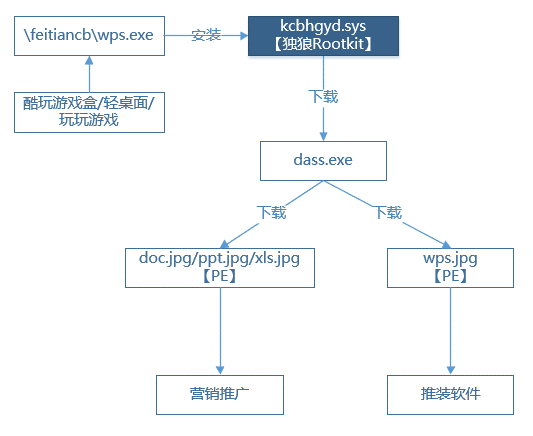 \feitiancb\wps.exe
安装
kcbhgyd.sys
【独狼Rootkit】
酷玩游戏盒/轻桌面/
玩玩游戏
下载
dass.exe
下载
下载
doc.jpg/ppt.jpg/xls.jpg
【PE】
wps.jpg
【PE】
营销推广
推装软件